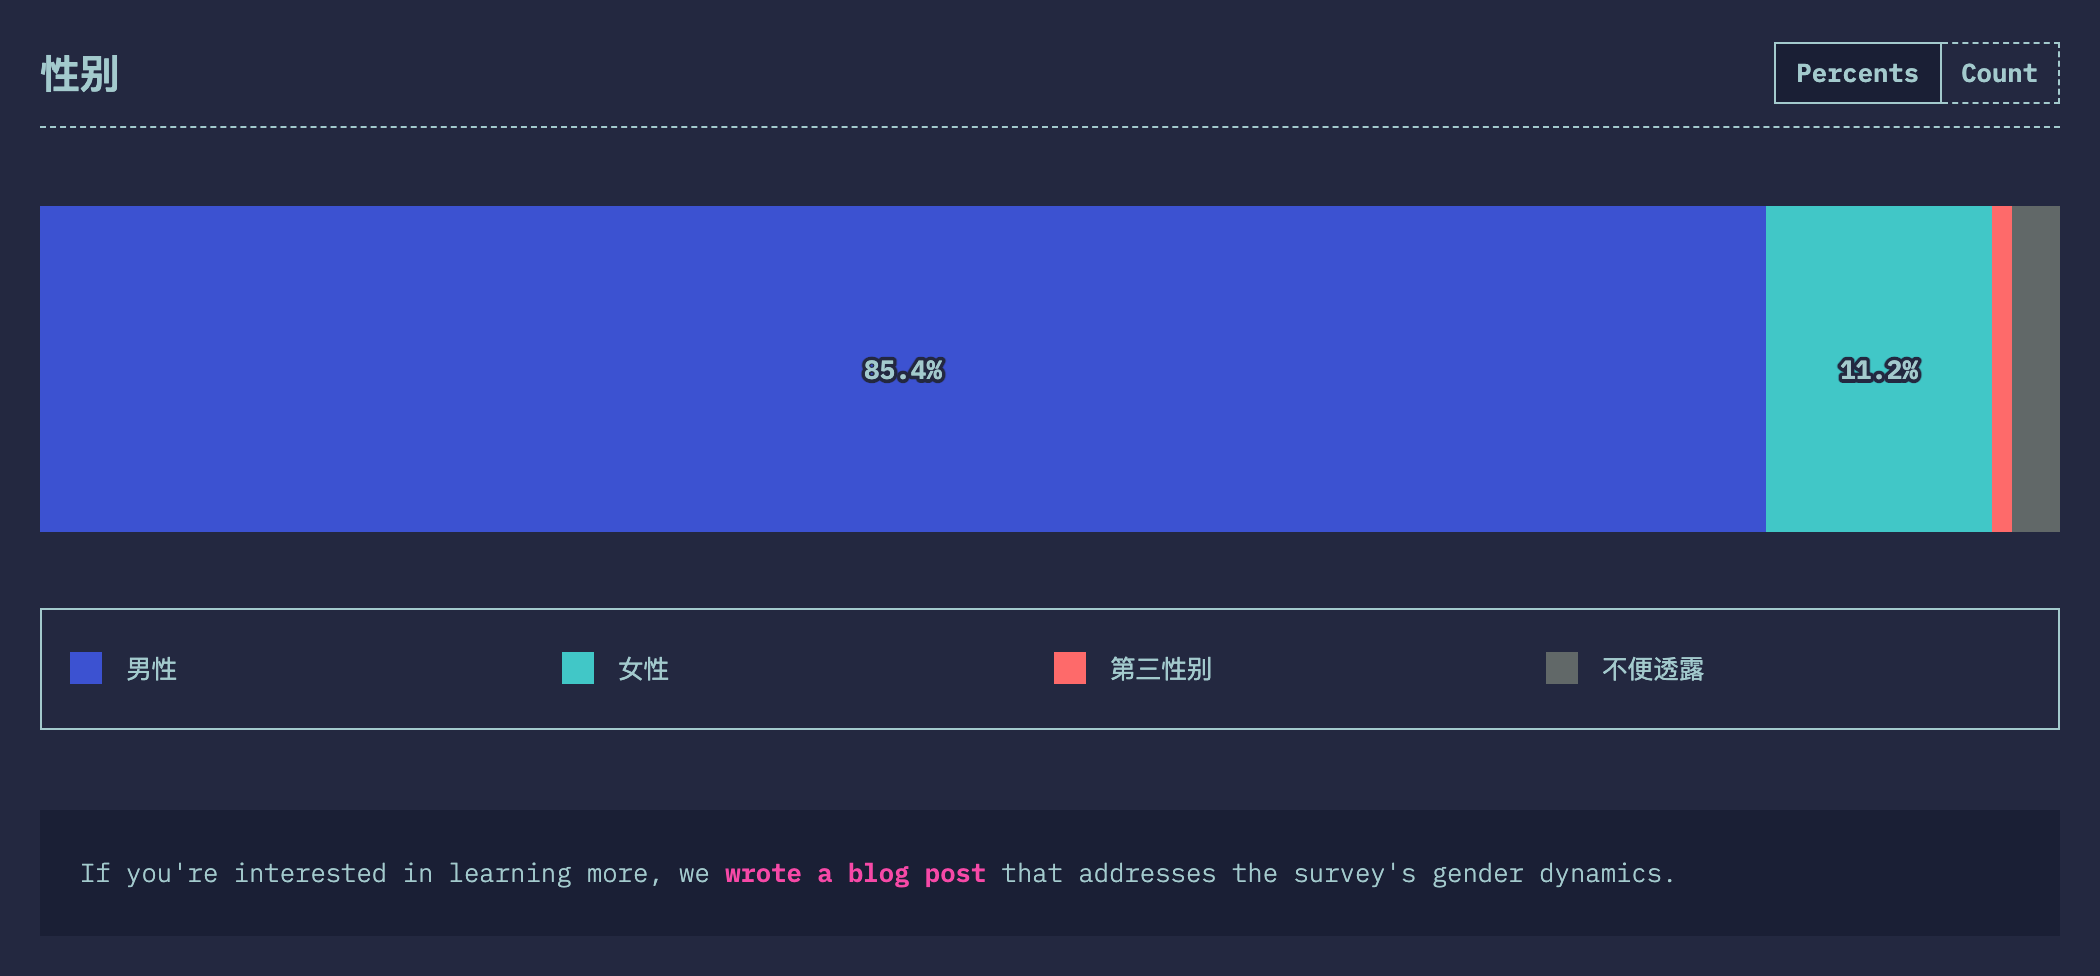 性别
Percents Count
85.4% 11.2%
男性 女性 第三性别 不便透露
If you're interested in learning more, we wrote a blog post that addresses the survey's gender dynamics.